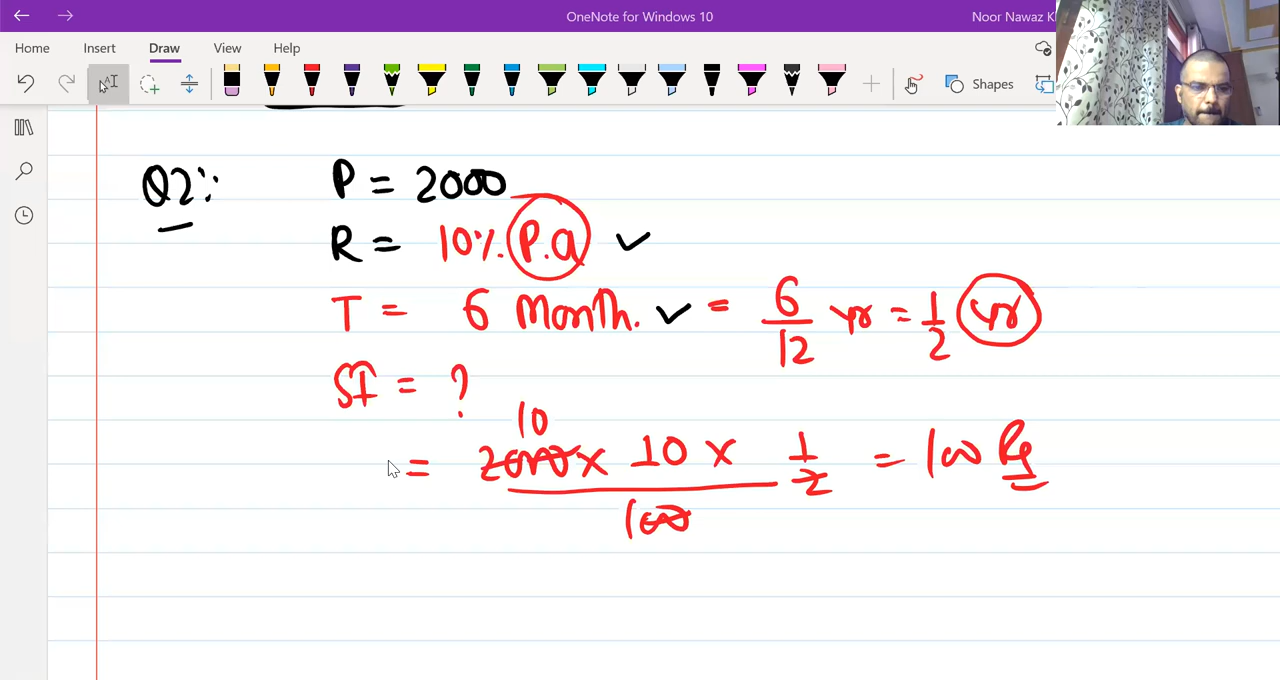 OneNote for Windows 10
Noor Nawaz K
Home Insert Draw View Help
Shapes
Q2:
P = 2000
R = 10% P.a
T = 6 Month. = 6/12 yr = 1/2 yr
SI = ?
10
= 2000 x 10 x 1/2 = 100 Rs
100